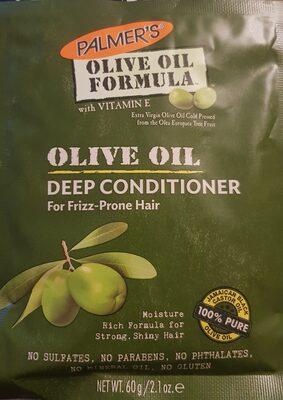 PALMER'S
OLIVE OIL
FORMULA
with VITAMIN E
Extra Virgin Olive Oil Cold Pressed
from the Olea Europaea Tree Fruit
OLIVE OIL
DEEP CONDITIONER
For Frizz-Prone Hair
Moisture
Rich Formula for
Strong, Shiny Hair
JAMAICAN BLACK
CASTOR OIL
100% PURE
OLIVE OIL
NO SULFATES, NO PARABENS, NO PHTHALATES,
NO MINERAL OIL, NO GLUTEN
NET WT. 60g/2.1 oz.e